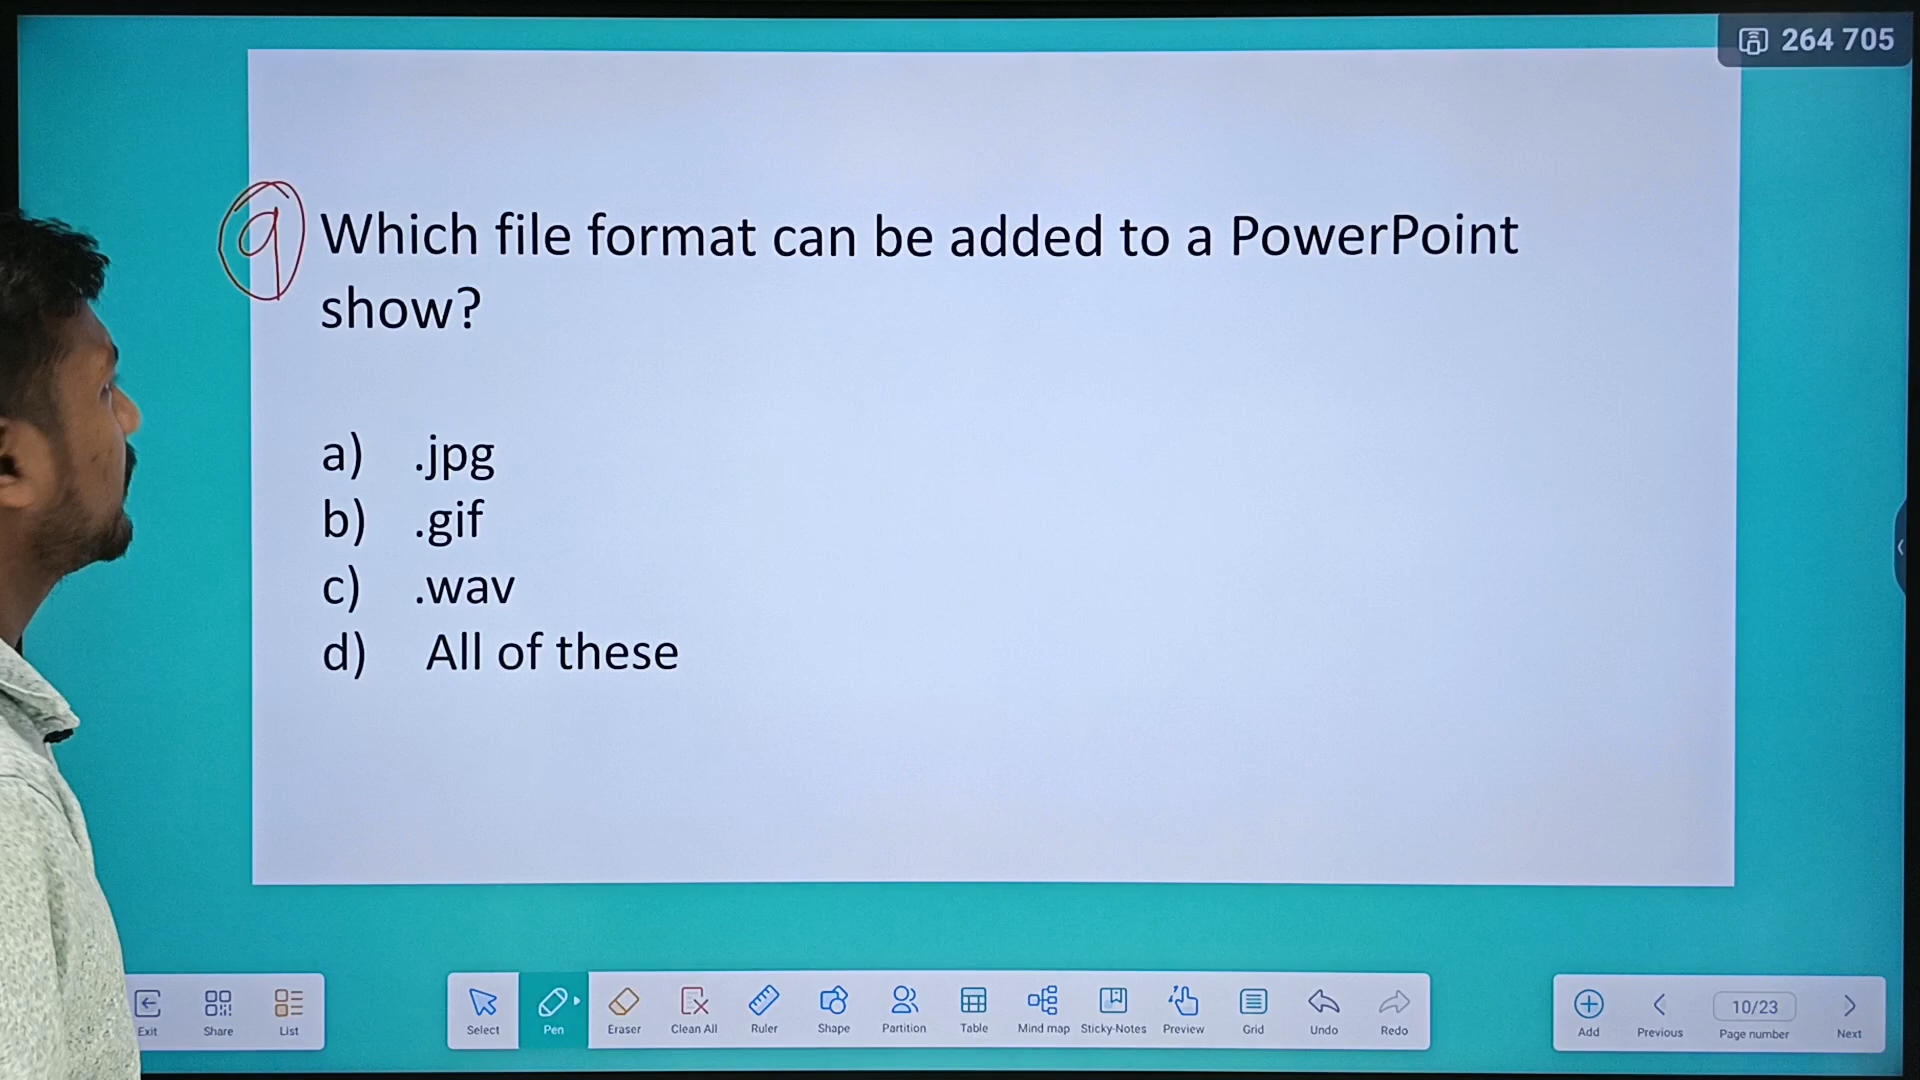 264 705
9 Which file format can be added to a PowerPoint
show?
a) .jpg
b) .gif
c) .wav
d) All of these
Exit Share List
Select Pen Eraser Clean All Ruler Shape Partition Table Mind map Sticky-Notes Preview Grid Undo Redo
Add Previous 10/23 Page number Next